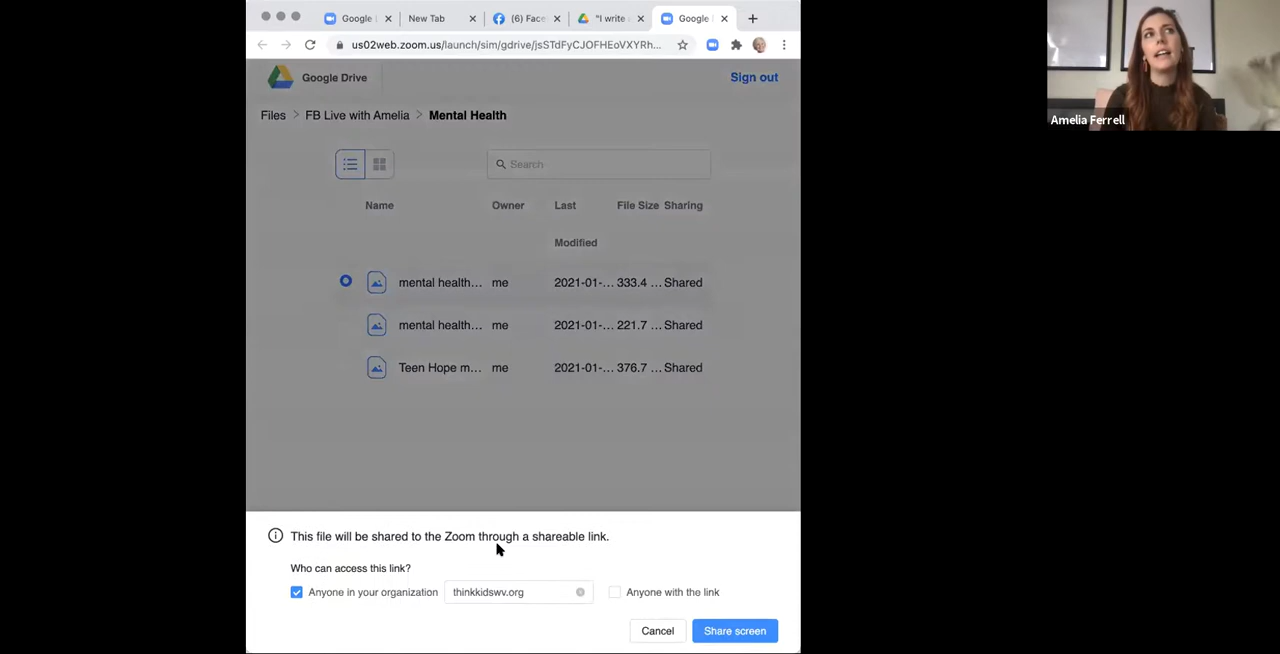 Google
New Tab
(6) Face
"I write
Google
us02web.zoom.us/launch/sim/gdrive/jsSTdFyCJOFHEoVXYRh...
Google Drive
Sign out
Files > FB Live with Amelia > Mental Health
Search
Name Owner Last Modified File Size Sharing
mental health... me 2021-01-... 333.4 ... Shared
mental health... me 2021-01-... 221.7 ... Shared
Teen Hope m... me 2021-01-... 376.7 ... Shared
This file will be shared to the Zoom through a shareable link.
Who can access this link?
Anyone in your organization thinkkidswv.org Anyone with the link
Cancel Share screen
Amelia Ferrell